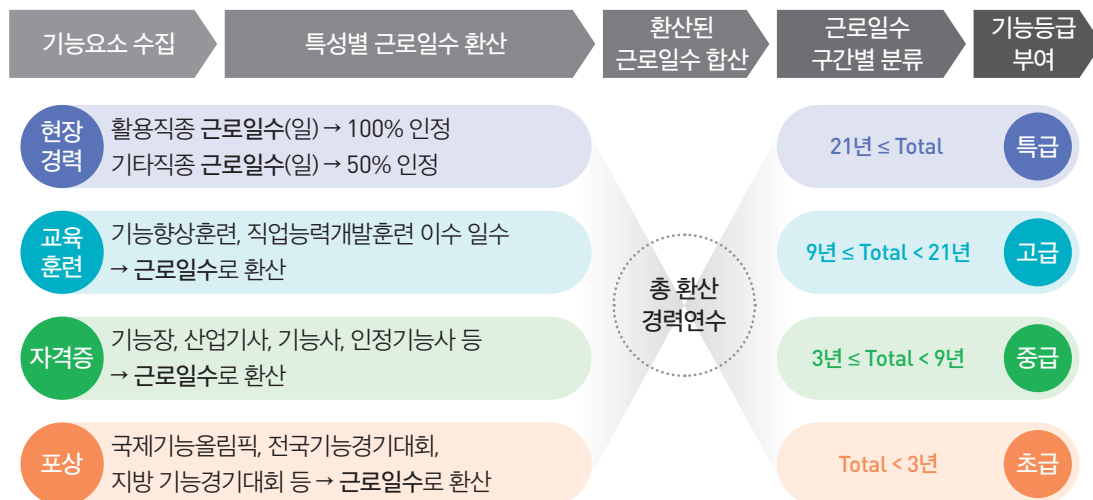 기능요소 수집
특성별 근로일수 환산
환산된
근로일수 합산
근로일수
구간별 분류
기능등급
부여
현장
경력
활용직종 근로일수(일) → 100% 인정
기타직종 근로일수(일) → 50% 인정
교육
훈련
기능향상훈련, 직업능력개발훈련 이수 일수
→ 근로일수로 환산
자격증
기능장, 산업기사, 기능사, 인정기능사 등
→ 근로일수로 환산
포상
국제기능올림픽, 전국기능경기대회,
지방 기능경기대회 등 → 근로일수로 환산
총 환산
경력연수
21년 ≤ Total
특급
9년 ≤ Total < 21년
고급
3년 ≤ Total < 9년
중급
Total < 3년
초급